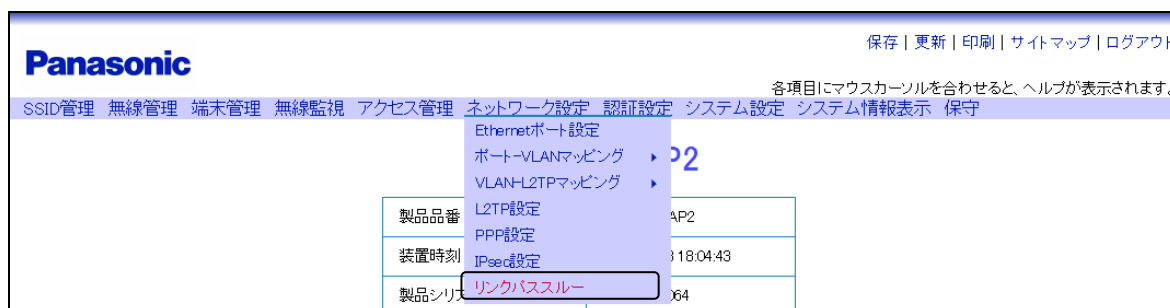 保存 | 更新 | 印刷 | サイトマップ | ログアウト
Panasonic
各項目にマウスカーソルを合わせると、ヘルプが表示されます。
SSID管理 無線管理 端末管理 無線監視 アクセス管理 ネットワーク設定 認証設定 システム設定 システム情報表示 保守
Ethernetポート設定
ポート-VLANマッピング
P2
VLAN-L2TPマッピング
製品品番 L2TP設定 AP2
PPP設定
装置時刻 IPsec設定 18:04:43
製品シリア リンクパススルー 064